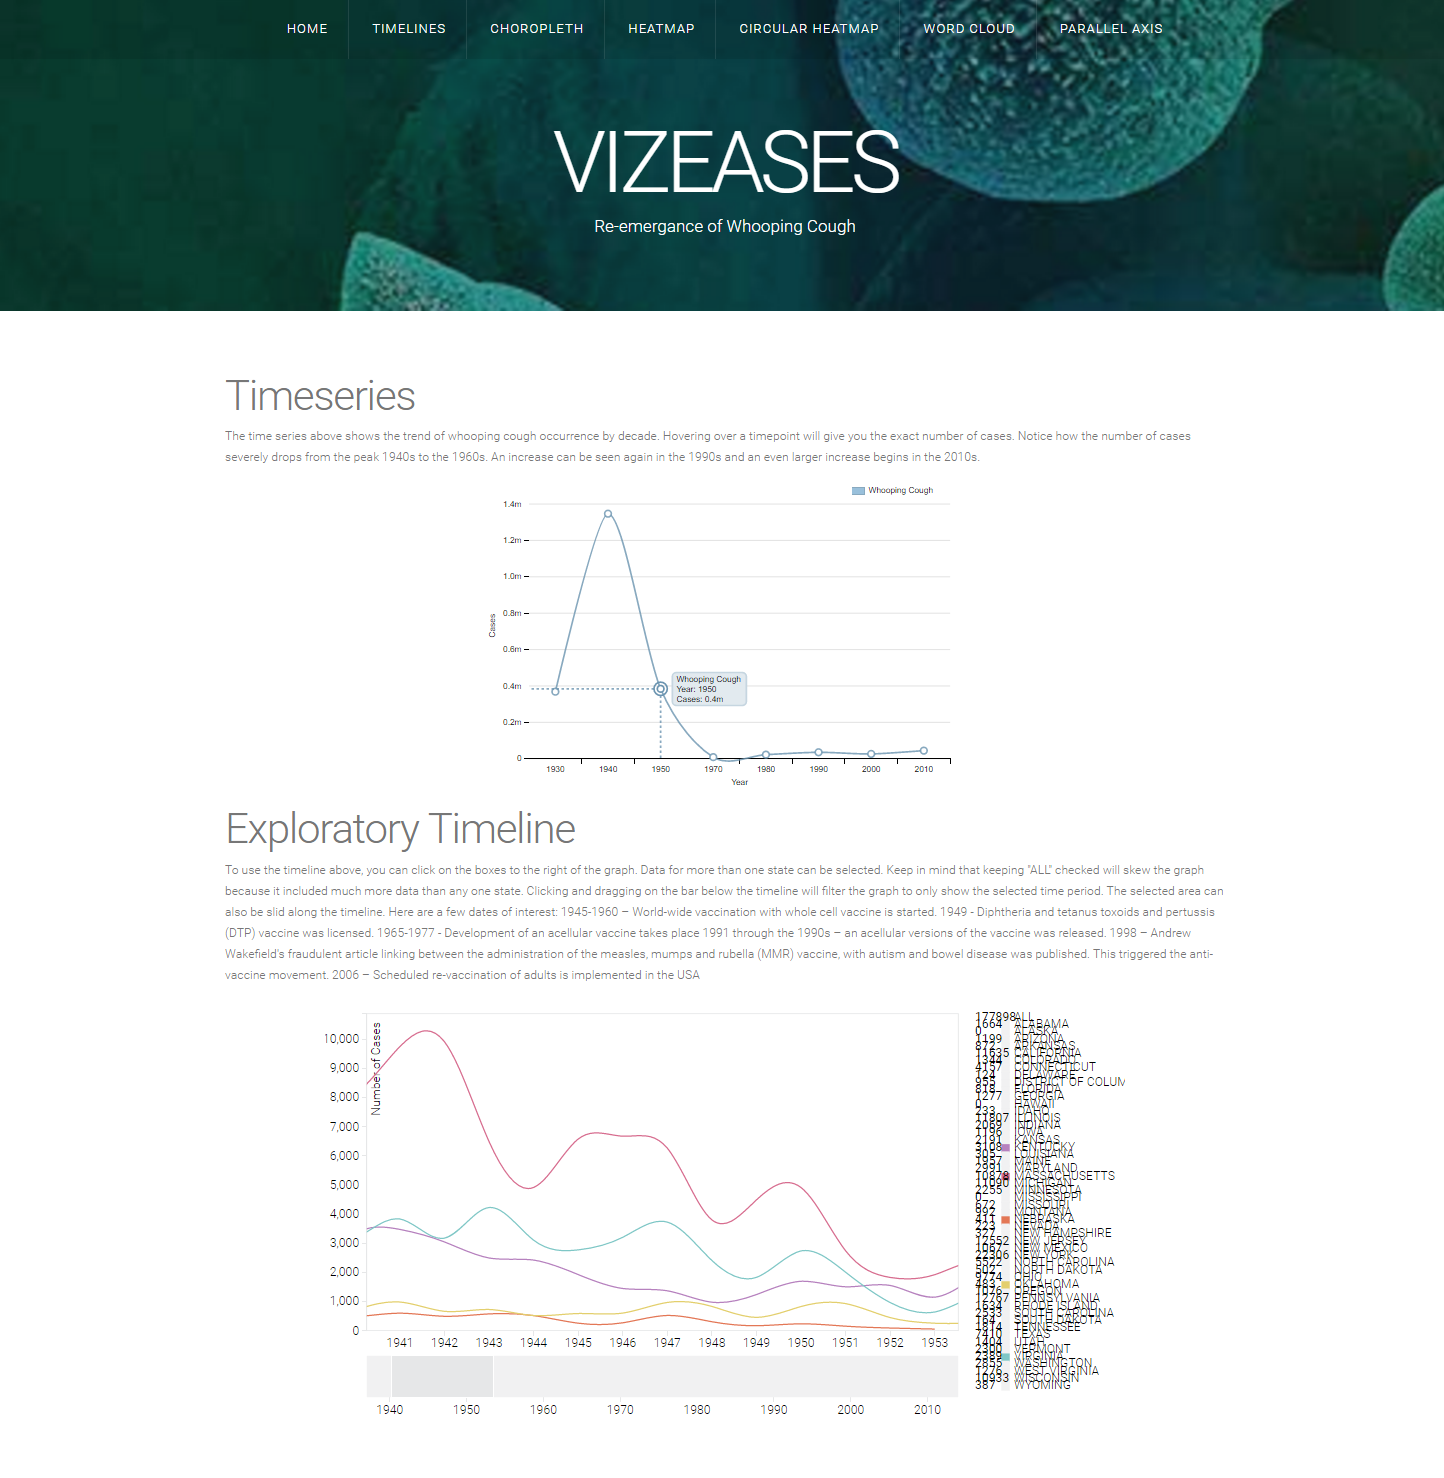 HOME TIMELINES CHOROPLETH HEATMAP CIRCULAR HEATMAP WORD CLOUD PARALLEL AXIS
VIZEASES
Re-emergance of Whooping Cough
Timeseries
The time series above shows the trend of whooping cough occurrence by decade. Hovering over a timepoint will give you the exact number of cases. Notice how the number of cases
severely drops from the peak 1940s to the 1960s. An increase can be seen again in the 1990s and an even larger increase begins in the 2010s.
Whooping Cough
1.4m
1.2m
1.0m
0.8m
0.6m
0.4m
0.2m
0
Cases
Whooping Cough
Year: 1950
Cases: 0.4m
1930 1940 1950 1970 1980 1990 2000 2010
Year
Exploratory Timeline
To use the timeline above, you can click on the boxes to the right of the graph. Data for more than one state can be selected. Keep in mind that keeping "ALL" checked will skew the graph
because it included much more data than any one state. Clicking and dragging on the bar below the timeline will filter the graph to only show the selected time period. The selected area can
also be slid along the timeline. Here are a few dates of interest: 1945-1960 – World-wide vaccination with whole cell vaccine is started. 1949 - Diphtheria and tetanus toxoids and pertussis
(DTP) vaccine was licensed. 1965-1977 - Development of an acellular vaccine takes place 1991 through the 1990s – an acellular versions of the vaccine was released. 1998 – Andrew
Wakefield's fraudulent article linking between the administration of the measles, mumps and rubella (MMR) vaccine, with autism and bowel disease was published. This triggered the anti-
vaccine movement. 2006 – Scheduled re-vaccination of adults is implemented in the USA
10,000
9,000
8,000
7,000
6,000
5,000
4,000
3,000
2,000
1,000
0
Number of Cases
1941 1942 1943 1944 1945 1946 1947 1948 1949 1950 1951 1952 1953
1940 1950 1960 1970 1980 1990 2000 2010
177898 ALL
1664 ALABAMA
0 ALASKA
1199 ARIZONA
872 ARKANSAS
11635 CALIFORNIA
1344 COLORADO
4157 CONNECTICUT
124 DELAWARE
955 DISTRICT OF COLUM
818 FLORIDA
1277 GEORGIA
0 HAWAII
233 IDAHO
11807 ILLINOIS
2069 INDIANA
1196 IOWA
2191 KANSAS
3108 KENTUCKY
305 LOUISIANA
1957 MAINE
2991 MARYLAND
10878 MASSACHUSETTS
11090 MICHIGAN
2255 MINNESOTA
0 MISSISSIPPI
672 MISSOURI
992 MONTANA
411 NEBRASKA
223 NEVADA
327 NEW HAMPSHIRE
12552 NEW JERSEY
1067 NEW MEXICO
22306 NEW YORK
5522 NORTH CAROLINA
502 NORTH DAKOTA
9774 OHIO
483 OKLAHOMA
1076 OREGON
12767 PENNSYLVANIA
1634 RHODE ISLAND
2533 SOUTH CAROLINA
164 SOUTH DAKOTA
1814 TENNESSEE
7410 TEXAS
1404 UTAH
2300 VERMONT
2389 VIRGINIA
2855 WASHINGTON
1276 WEST VIRGINIA
10933 WISCONSIN
387 WYOMING